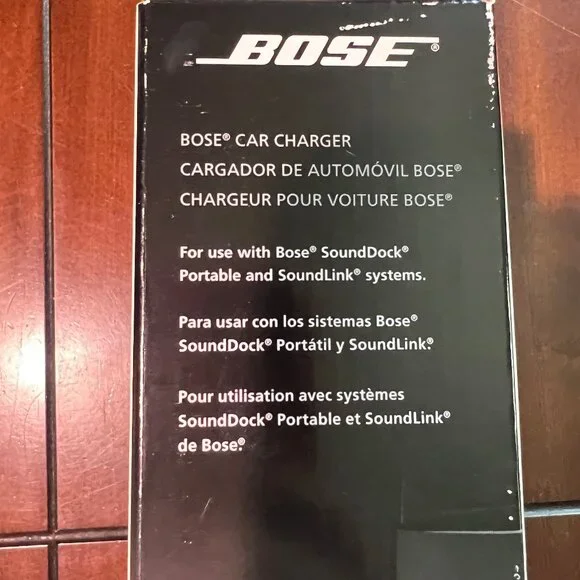 BOSE®
BOSE® CAR CHARGER
CARGADOR DE AUTOMÓVIL BOSE®
CHARGEUR POUR VOITURE BOSE®
For use with Bose® SoundDock®
Portable and SoundLink® systems.
Para usar con los sistemas Bose®
SoundDock® Portátil y SoundLink®.
Pour utilisation avec systèmes
SoundDock® Portable et SoundLink®
de Bose®.